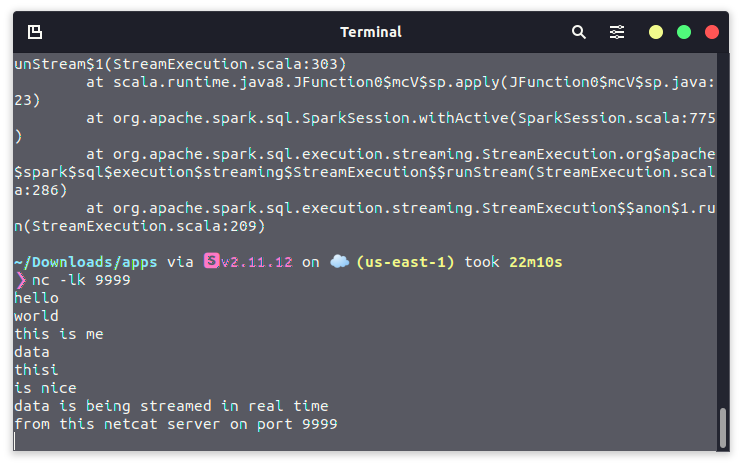 Terminal
unStream$1(StreamExecution.scala:303)
        at scala.runtime.java8.JFunction0$mcV$sp.apply(JFunction0$mcV$sp.java:
23)
        at org.apache.spark.sql.SparkSession.withActive(SparkSession.scala:775
)
        at org.apache.spark.sql.execution.streaming.StreamExecution.org$apache
$spark$sql$execution$streaming$StreamExecution$$runStream(StreamExecution.scal
a:286)
        at org.apache.spark.sql.execution.streaming.StreamExecution$$anon$1.ru
n(StreamExecution.scala:209)
~/Downloads/apps via S v2.11.12 on ☁️ (us-east-1) took 22m10s
❯ nc -lk 9999
hello
world
this is me
data
thisi
is nice
data is being streamed in real time
from this netcat server on port 9999